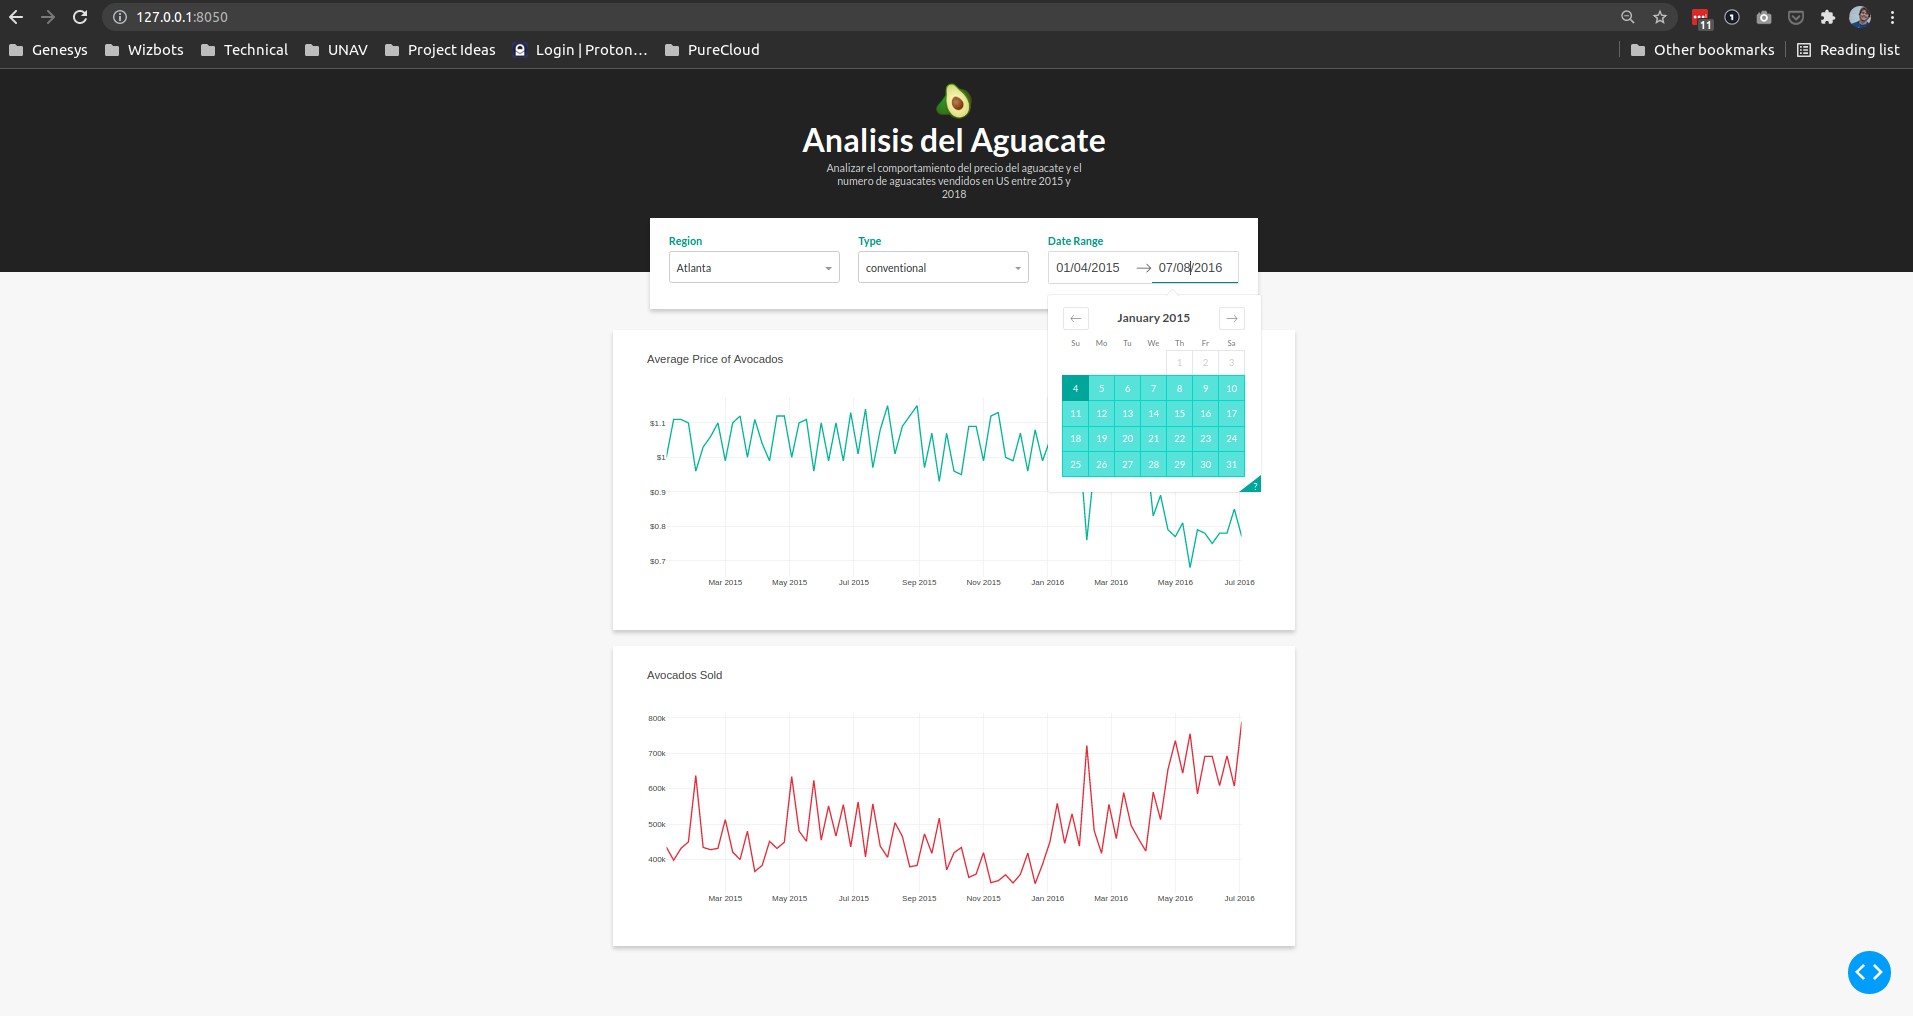 127.0.0.1:8050
11
Genesys Wizbots Technical UNAV Project Ideas Login | Proton… PureCloud Other bookmarks Reading list
Analisis del Aguacate
Analizar el comportamiento del precio del aguacate y el
numero de aguacates vendidos en US entre 2015 y
2018
Region Type Date Range
Atlanta conventional 01/04/2015 → 07/08/2016
January 2015
Su Mo Tu We Th Fr Sa
1 2 3
4 5 6 7 8 9 10
11 12 13 14 15 16 17
18 19 20 21 22 23 24
25 26 27 28 29 30 31
?
Average Price of Avocados
$1.1
$1
$0.9
$0.8
$0.7
Mar 2015 May 2015 Jul 2015 Sep 2015 Nov 2015 Jan 2016 Mar 2016 May 2016 Jul 2016
Avocados Sold
800k
700k
600k
500k
400k
Mar 2015 May 2015 Jul 2015 Sep 2015 Nov 2015 Jan 2016 Mar 2016 May 2016 Jul 2016